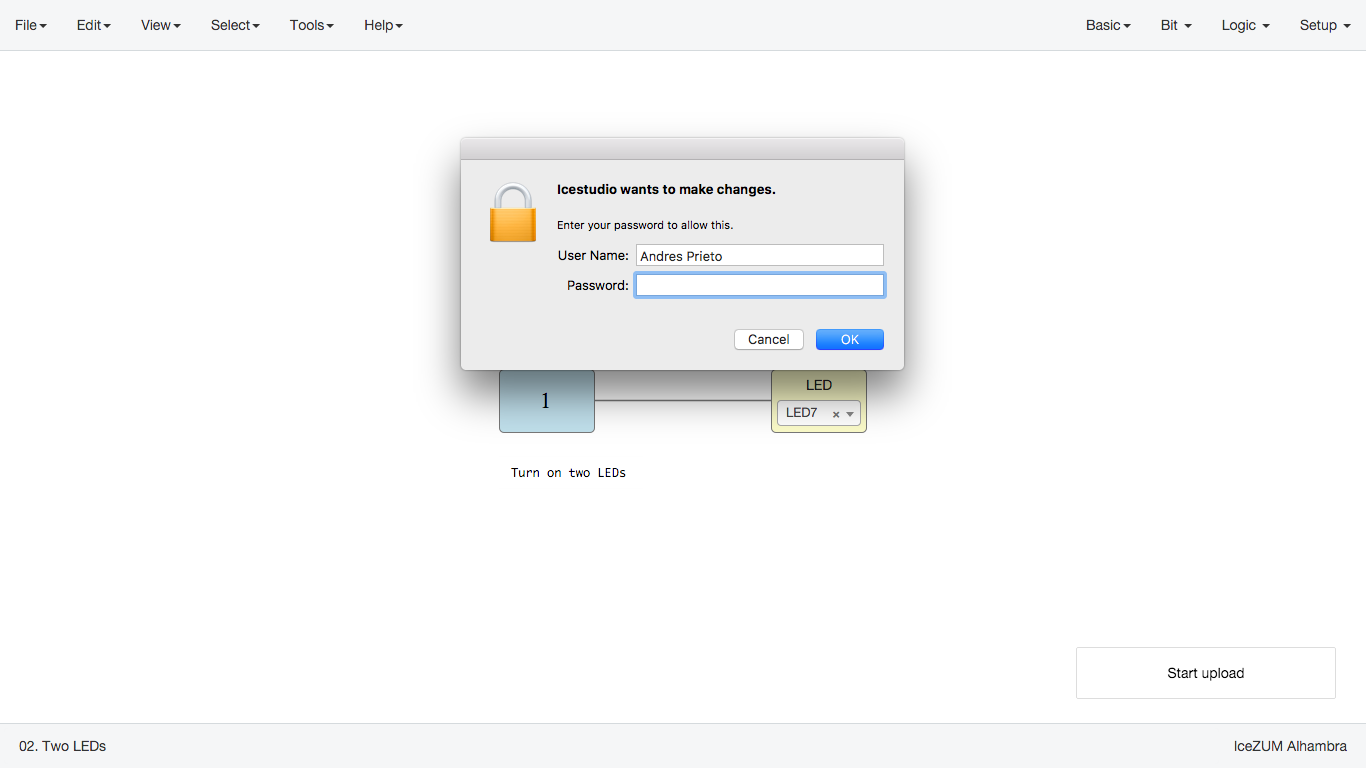 File Edit View Select Tools Help Basic Bit Logic Setup
Icestudio wants to make changes.
Enter your password to allow this.
User Name: Andres Prieto
Password:
Cancel OK
1
LED
LED7
Turn on two LEDs
Start upload
02. Two LEDs IceZUM Alhambra